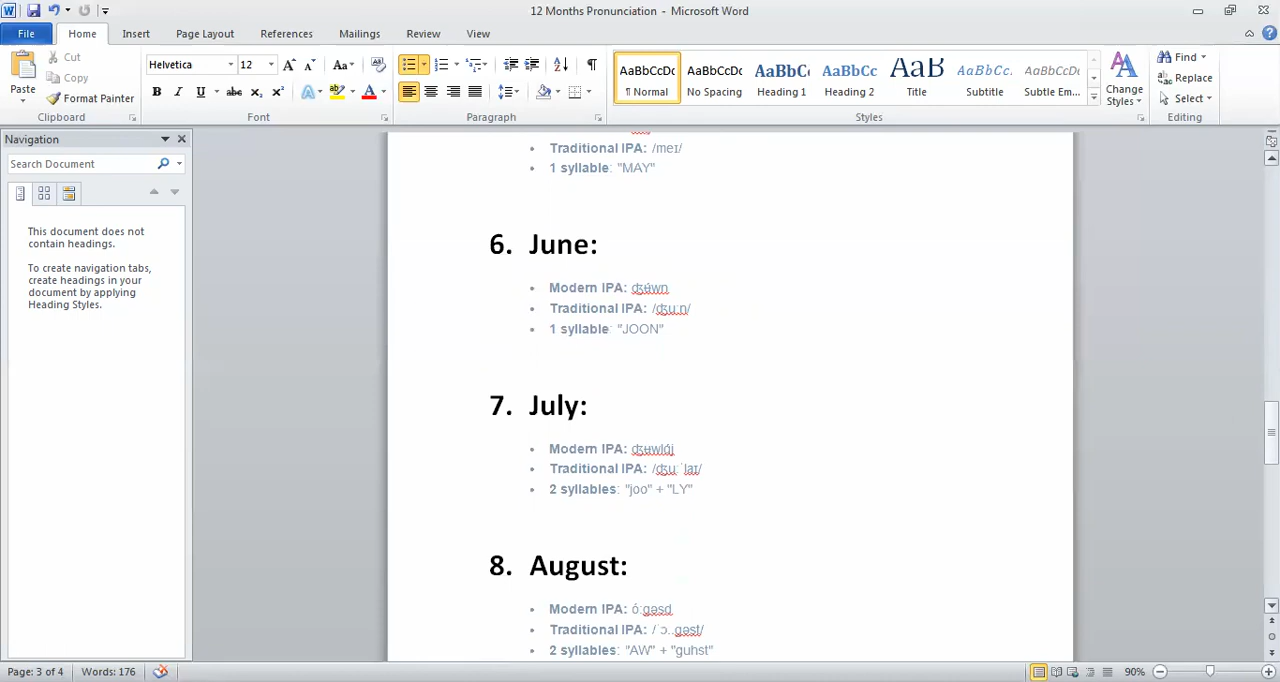 12 Months Pronunciation - Microsoft Word
File Home Insert Page Layout References Mailings Review View
Paste
Cut
Copy
Format Painter
Clipboard
Helvetica 12
Font
Paragraph
AaBbCcDc AaBbCcDc AaBbCc AaBbCc AaB AaBbCc. AaBbCcDc
¶ Normal No Spacing Heading 1 Heading 2 Title Subtitle Subtle Em...
Change Styles
Styles
Find
Replace
Select
Editing
Navigation
Search Document
This document does not
contain headings.
To create navigation tabs,
create headings in your
document by applying
Heading Styles.
• Traditional IPA: /meɪ/
• 1 syllable: "MAY"
6. June:
• Modern IPA: ʤʉ́wn
• Traditional IPA: /ʤuːn/
• 1 syllable: "JOON"
7. July:
• Modern IPA: ʤʉwlɑ́j
• Traditional IPA: /ʤuːˈlaɪ/
• 2 syllables: "joo" + "LY"
8. August:
• Modern IPA: óːgəsd
• Traditional IPA: /ˈɔːgəst/
• 2 syllables: "AW" + "guhst"
Page: 3 of 4 Words: 176 90%